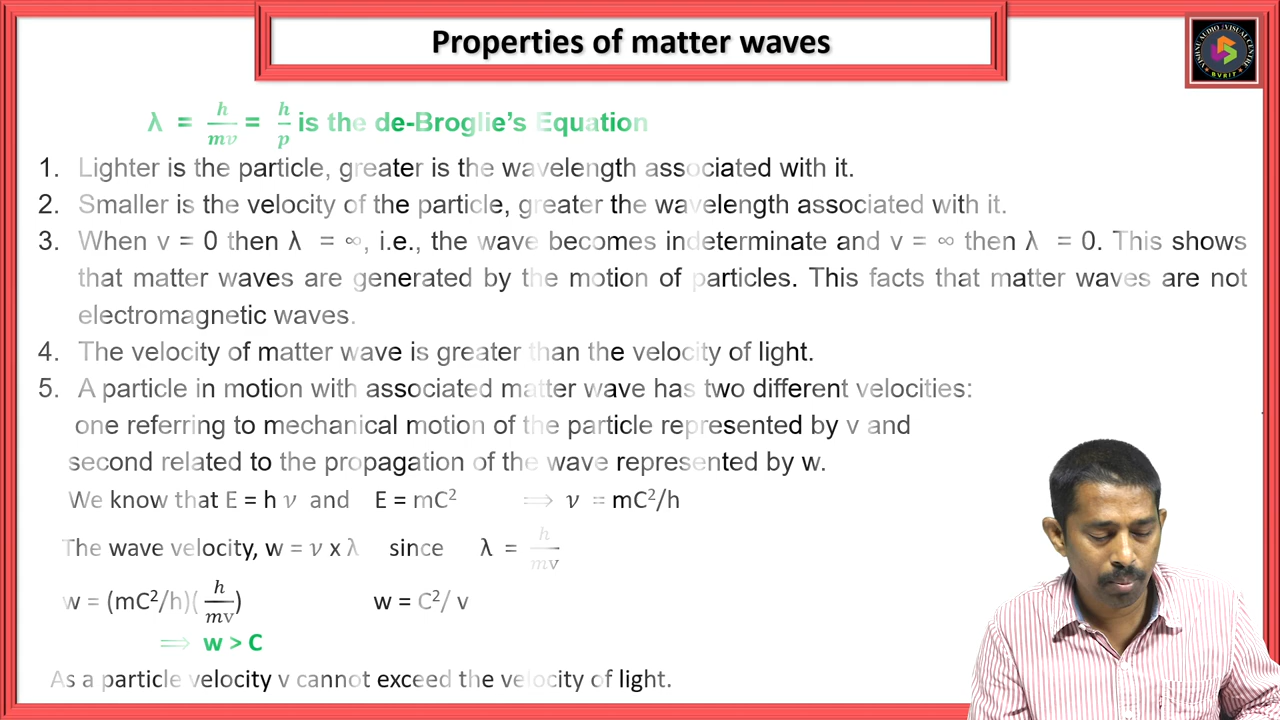 Properties of matter waves
VISHNU AUDIO VISUAL CENTRE
BVRIT
λ = h/mv = h/p is the de-Broglie's Equation
1. Lighter is the particle, greater is the wavelength associated with it.
2. Smaller is the velocity of the particle, greater the wavelength associated with it.
3. When v = 0 then λ = ∞, i.e., the wave becomes indeterminate and v = ∞ then λ = 0. This shows
that matter waves are generated by the motion of particles. This facts that matter waves are not
electromagnetic waves.
4. The velocity of matter wave is greater than the velocity of light.
5. A particle in motion with associated matter wave has two different velocities:
one referring to mechanical motion of the particle represented by v and
second related to the propagation of the wave represented by w.
We know that E = h ν and E = mC² ⟹ ν = mC²/h
The wave velocity, w = ν x λ since λ = h/mv
w = (mC²/h)(h/mv) w = C²/ v
⟹ w > C
As a particle velocity v cannot exceed the velocity of light.